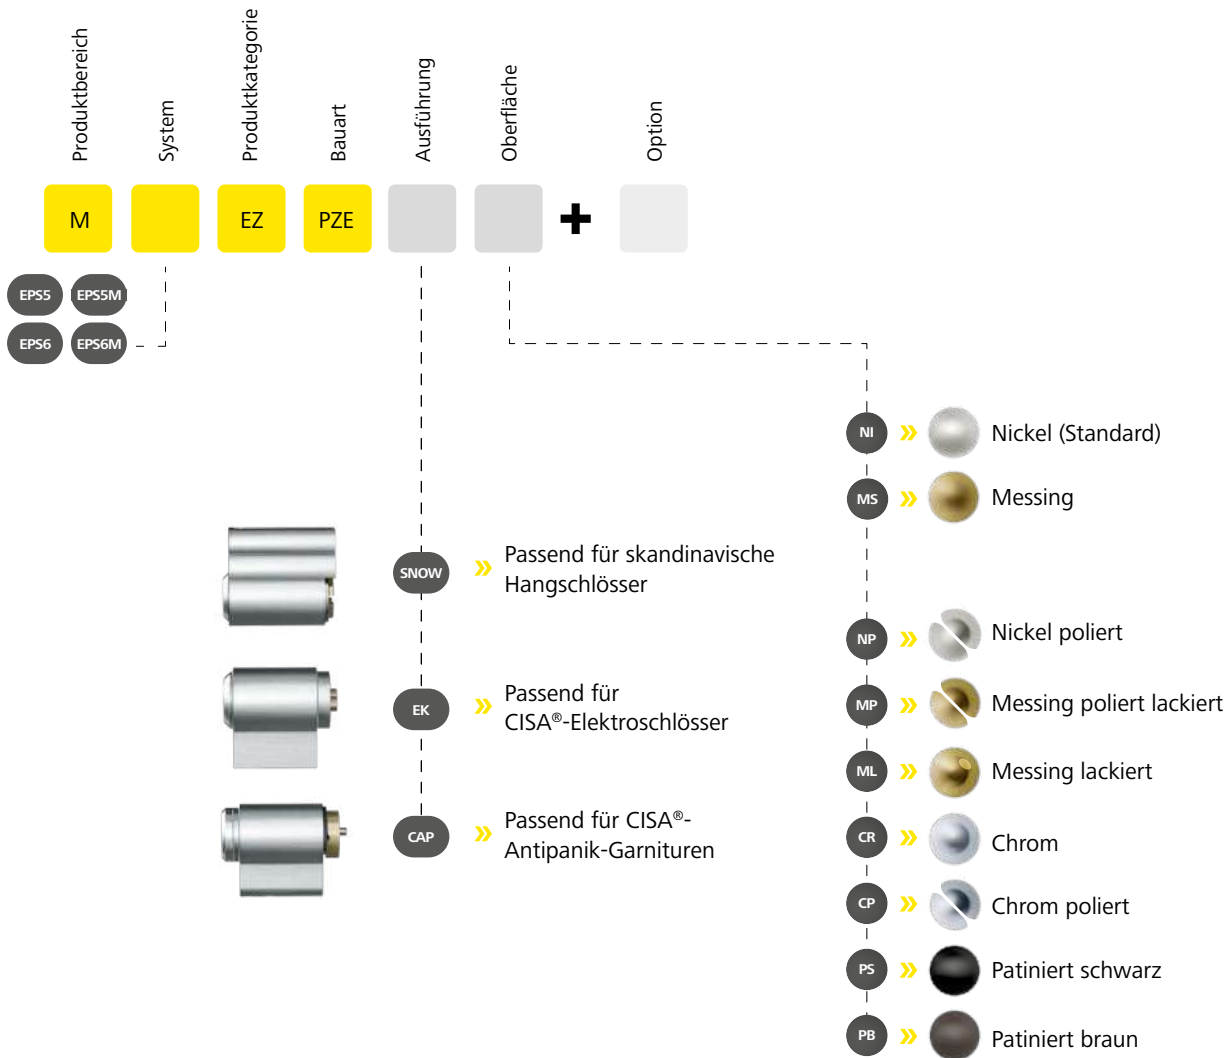 Produktbereich
System
Produktkategorie
Bauart
Ausführung
Oberfläche
Option
M
EZ
PZE
+
EPS5 EPS5M
EPS6 EPS6M
SNOW » Passend für skandinavische
Hangschlösser
EK » Passend für
CISA®-Elektroschlösser
CAP » Passend für CISA®-
Antipanik-Garnituren
NI » Nickel (Standard)
MS » Messing
NP » Nickel poliert
MP » Messing poliert lackiert
ML » Messing lackiert
CR » Chrom
CP » Chrom poliert
PS » Patiniert schwarz
PB » Patiniert braun